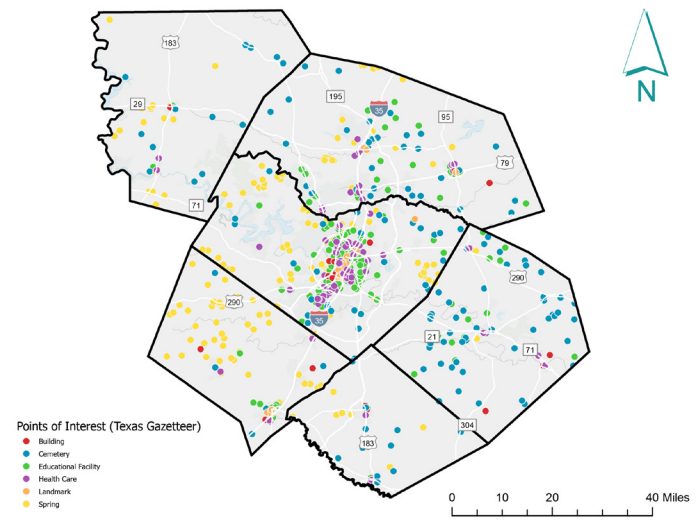 183
195
29
35
95
79
71
290
290
35
21
71
304
183
N
Points of Interest (Texas Gazetteer)
Building
Cemetery
Educational Facility
Health Care
Landmark
Spring
0 10 20 40 Miles